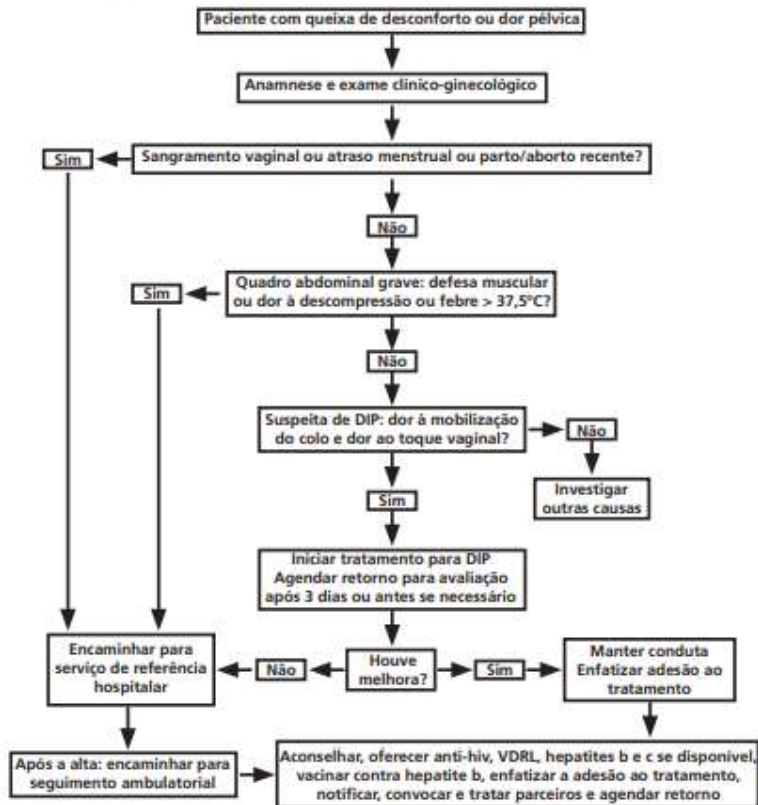 Paciente com queixa de desconforto ou dor pélvica
Anamnese e exame clínico-ginecológico
Sim
Sangramento vaginal ou atraso menstrual ou parto/aborto recente?
Não
Sim
Quadro abdominal grave: defesa muscular
ou dor à descompressão ou febre > 37,5ºC?
Não
Suspeita de DIP: dor à mobilização
do colo e dor ao toque vaginal?
Não
Investigar
outras causas
Sim
Iniciar tratamento para DIP
Agendar retorno para avaliação
após 3 dias ou antes se necessário
Encaminhar para
serviço de referência
hospitalar
Não
Houve
melhora?
Sim
Manter conduta
Enfatizar adesão ao
tratamento
Após a alta: encaminhar para
seguimento ambulatorial
Aconselhar, oferecer anti-hiv, VDRL, hepatites b e c se disponível,
vacinar contra hepatite b, enfatizar a adesão ao tratamento,
notificar, convocar e tratar parceiros e agendar retorno